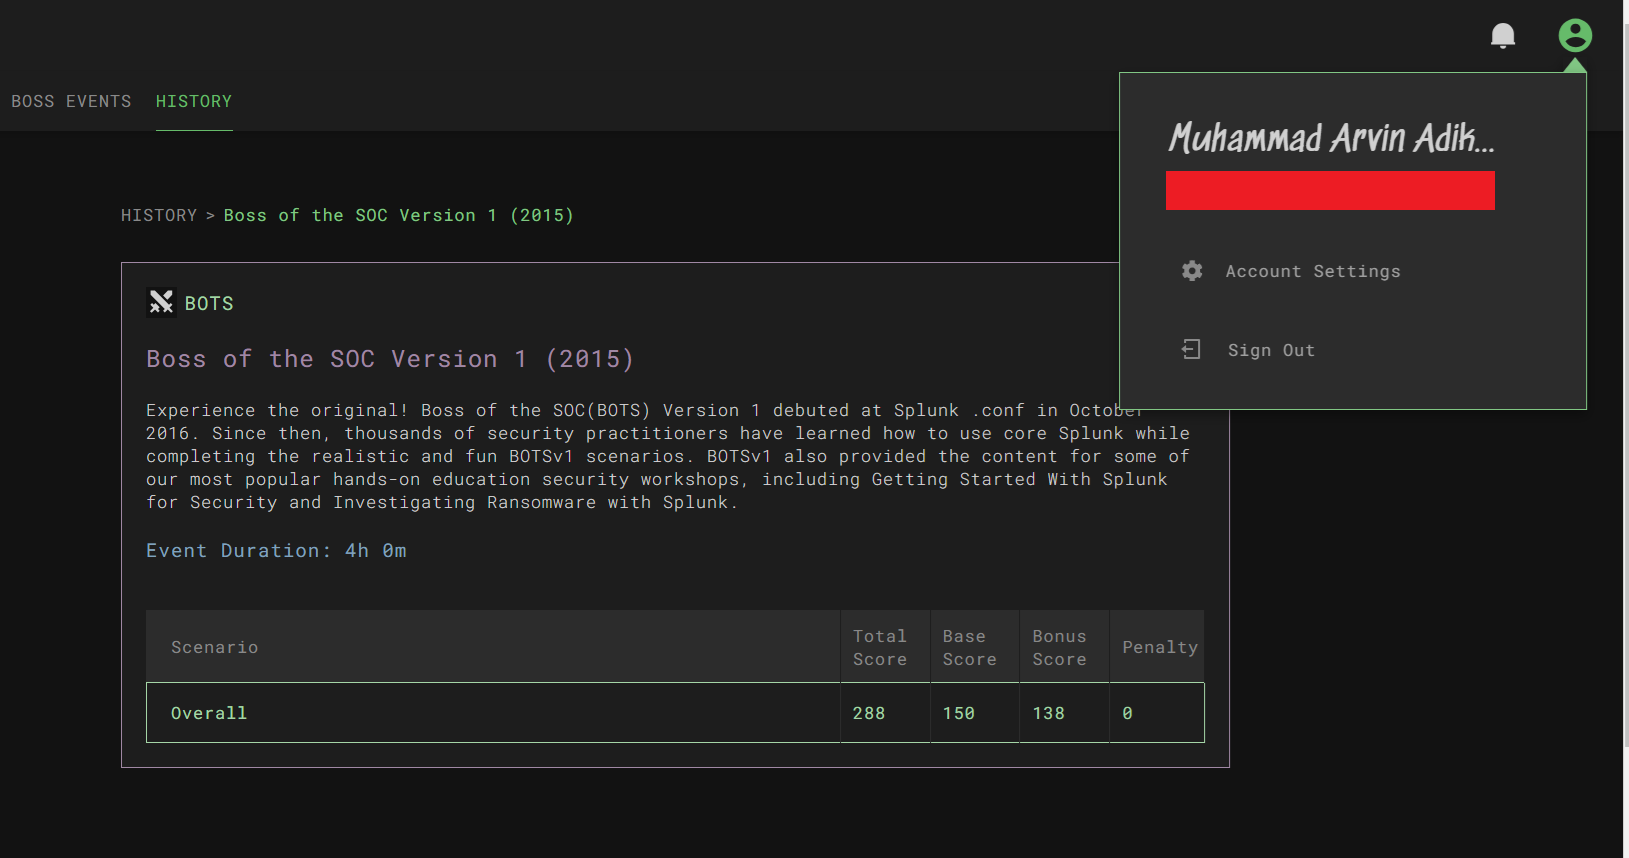 BOSS EVENTS HISTORY
Muhammad Arvin Adik...
Account Settings
Sign Out
HISTORY > Boss of the SOC Version 1 (2015)
BOTS
Boss of the SOC Version 1 (2015)
Experience the original! Boss of the SOC(BOTS) Version 1 debuted at Splunk .conf in October
2016. Since then, thousands of security practitioners have learned how to use core Splunk while
completing the realistic and fun BOTSv1 scenarios. BOTSv1 also provided the content for some of
our most popular hands-on education security workshops, including Getting Started With Splunk
for Security and Investigating Ransomware with Splunk.
Event Duration: 4h 0m
Scenario Total Score Base Score Bonus Score Penalty
Overall 288 150 138 0